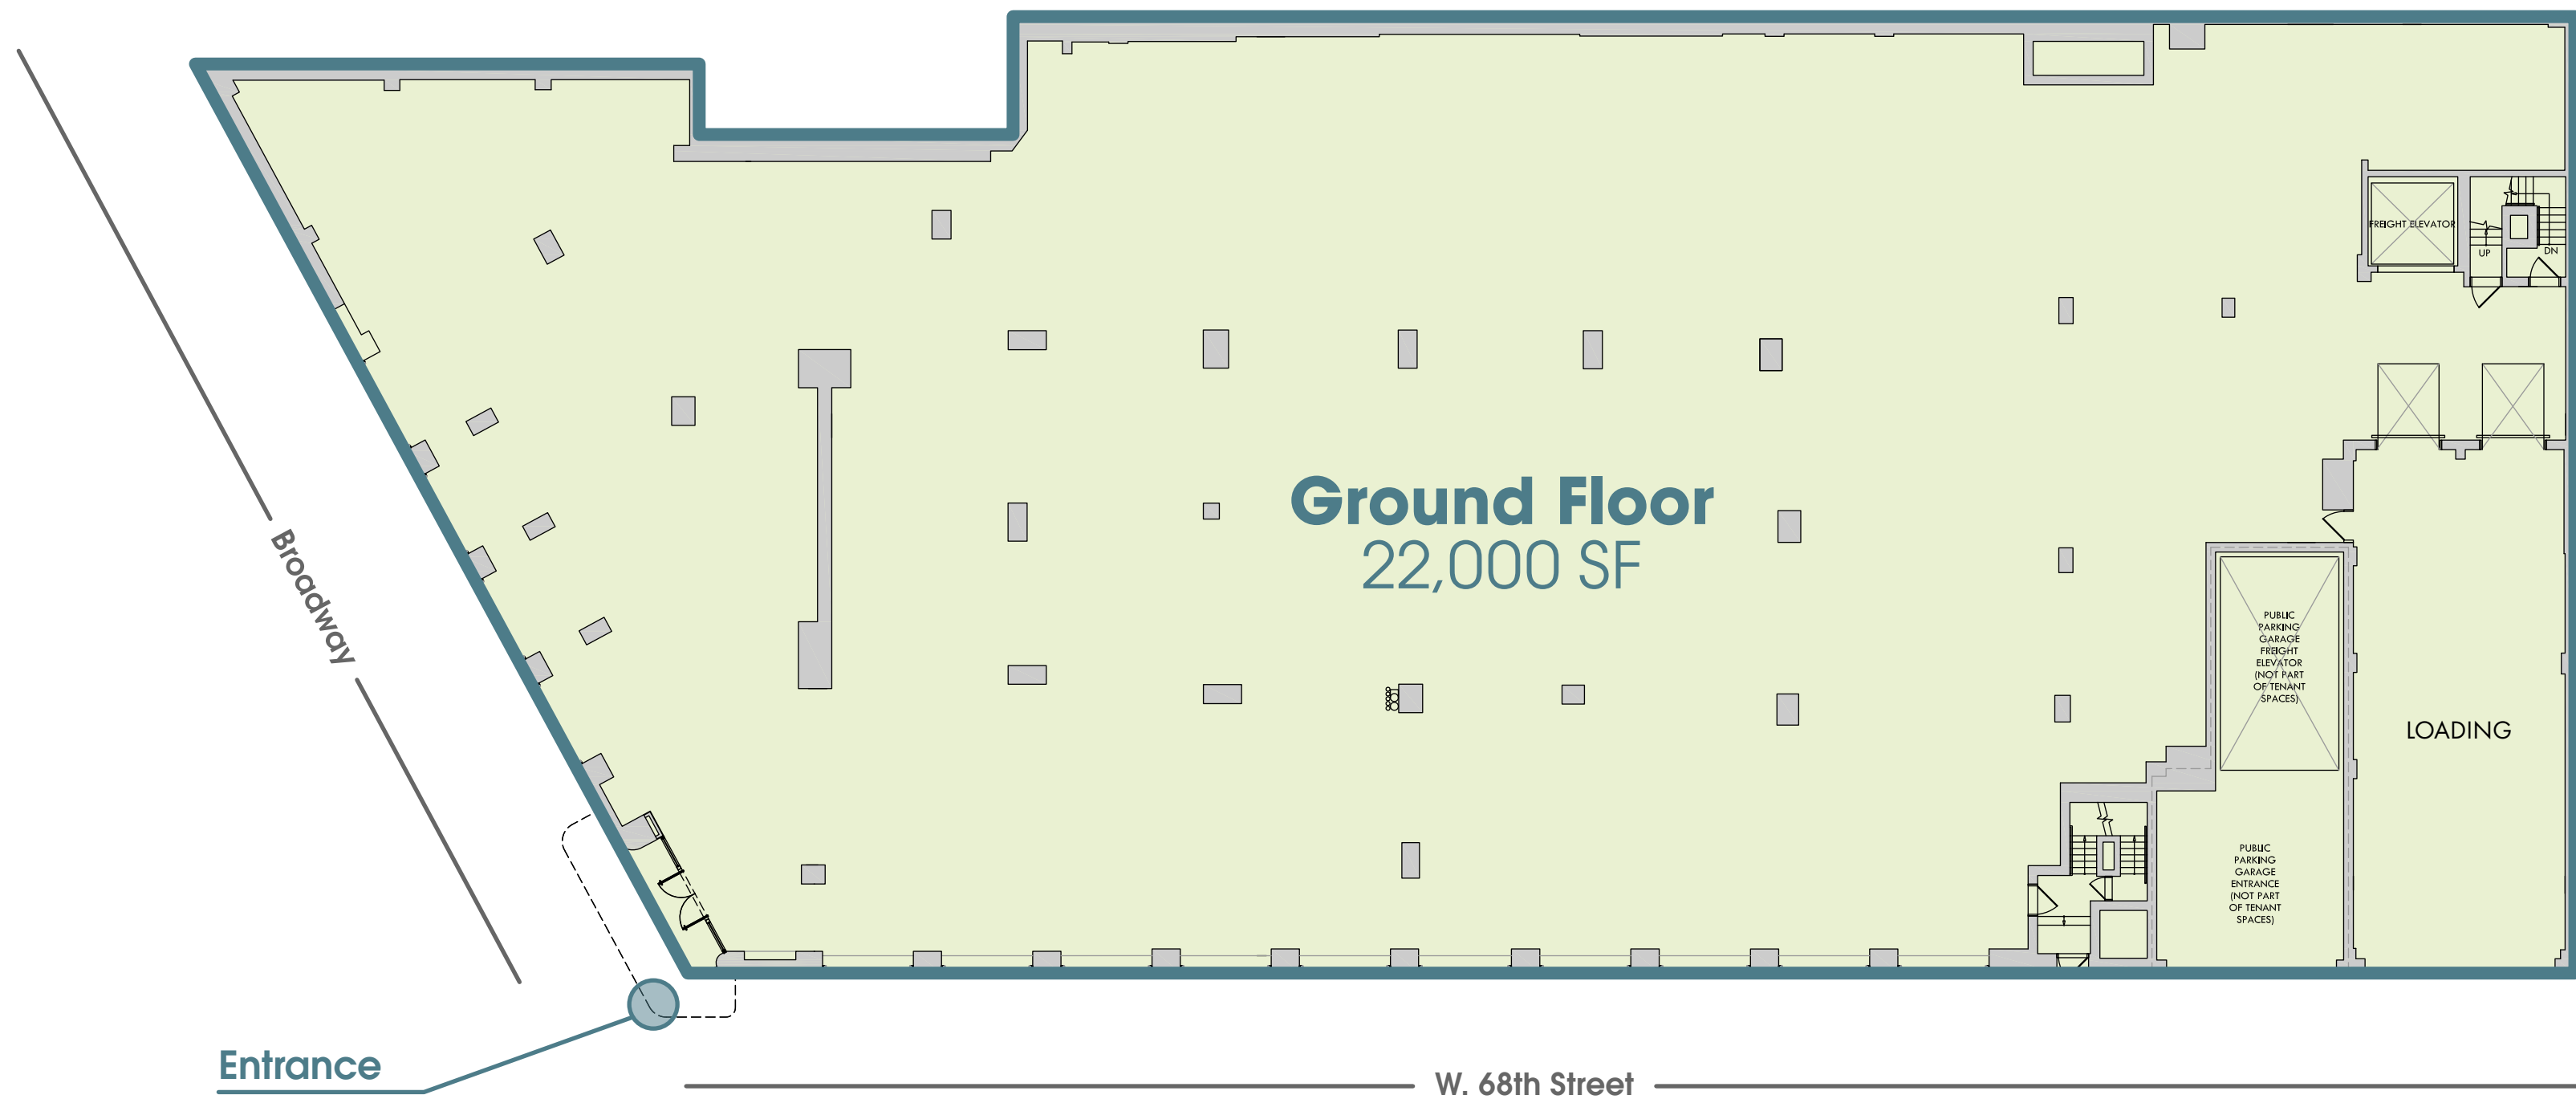 FREIGHT ELEVATOR
UP
DN
Broadway
Ground Floor
22,000 SF
PUBLIC
PARKING
GARAGE
FREIGHT
ELEVATOR
(NOT PART
OF TENANT
SPACES)
LOADING
PUBLIC
PARKING
GARAGE
ENTRANCE
(NOT PART
OF TENANT
SPACES)
Entrance
W. 68th Street